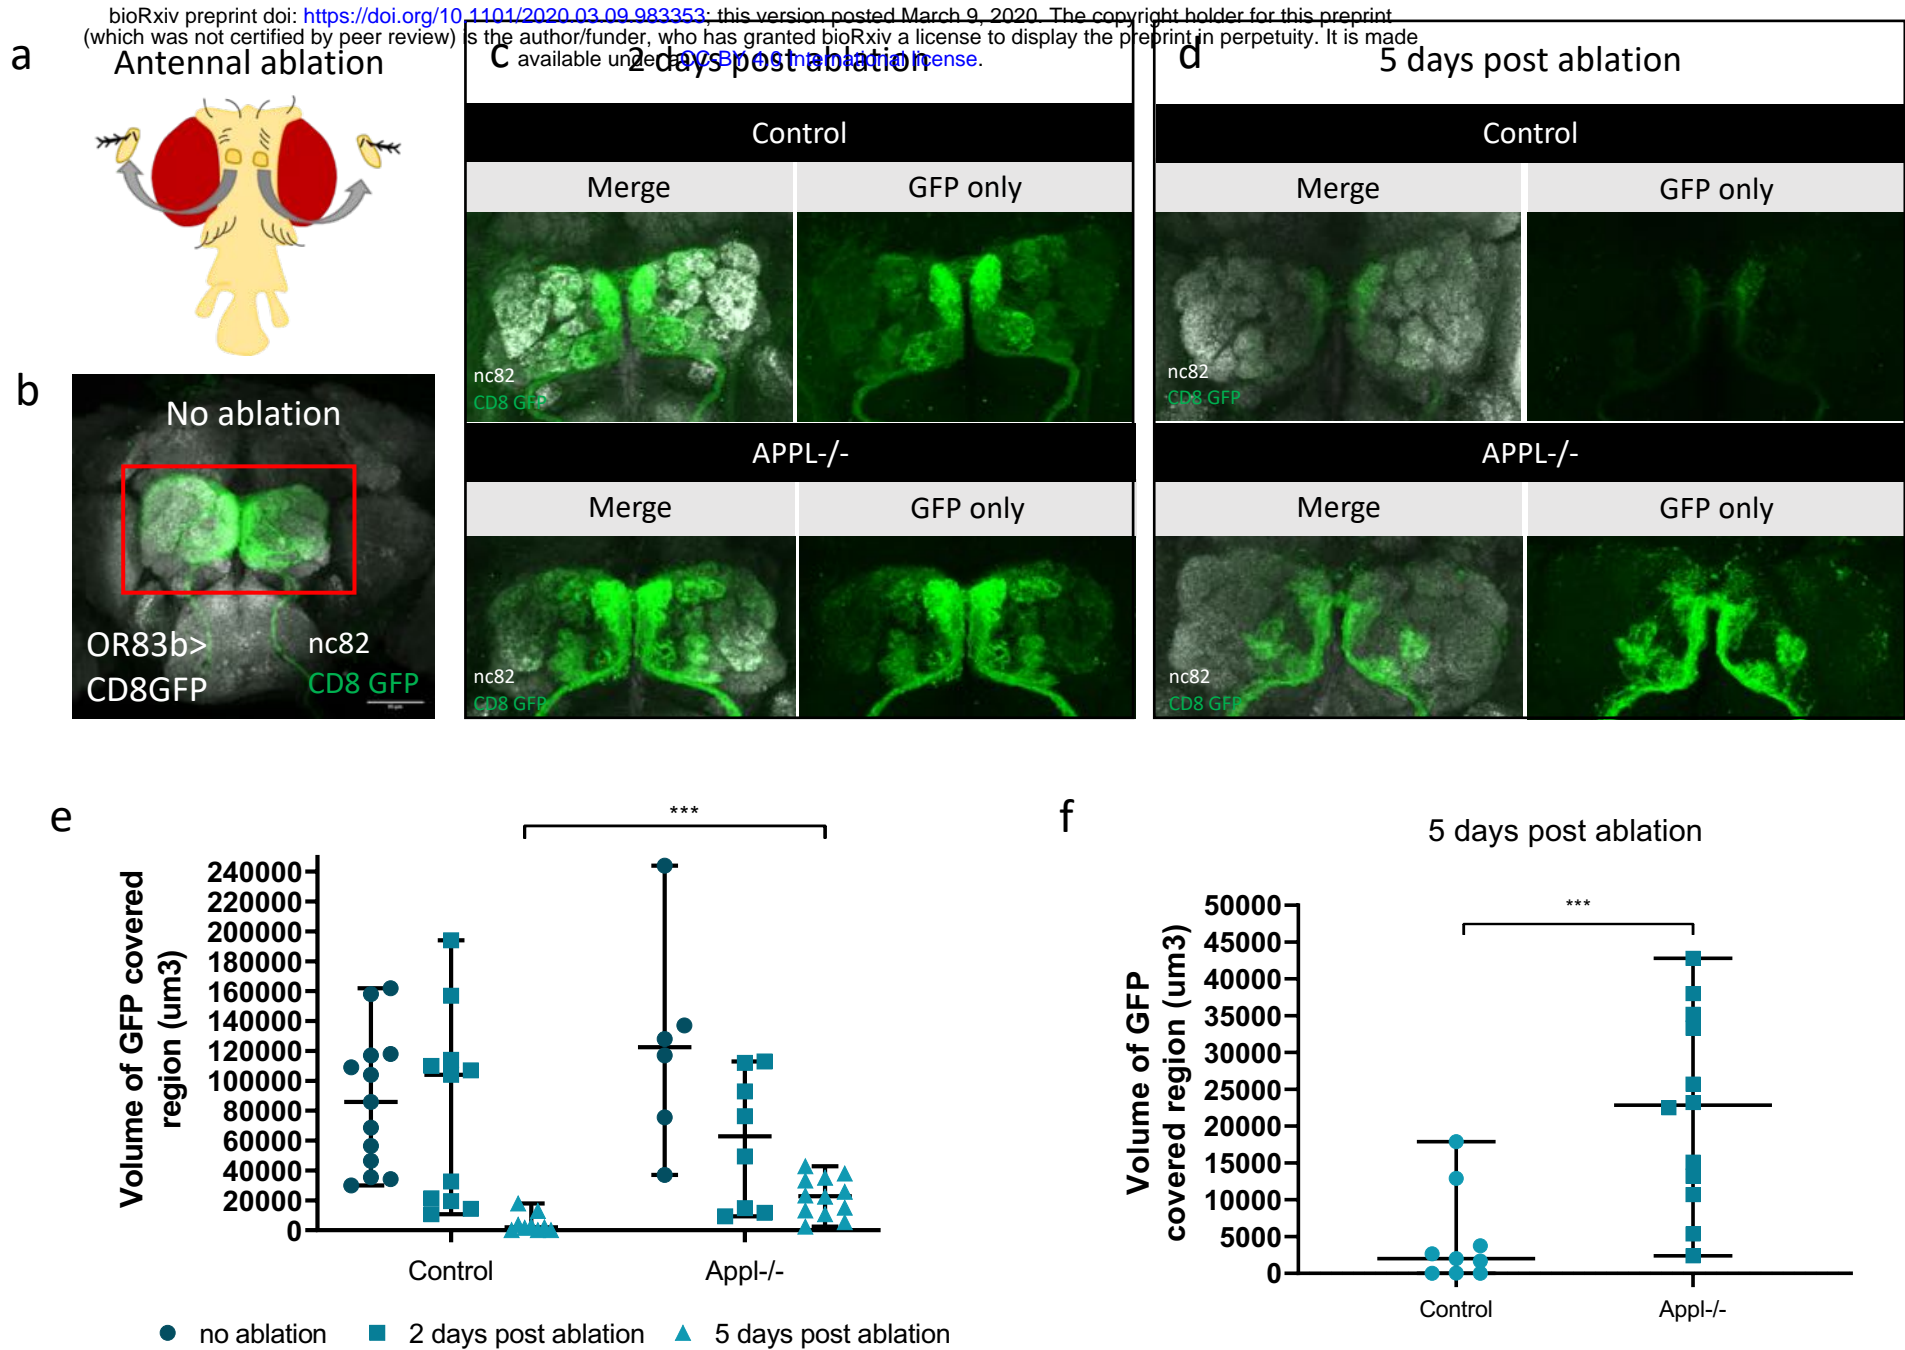 bioRxiv preprint doi: https://doi.org/10.1101/2020.03.09.983353; this version posted March 9, 2020. The copyright holder for this preprint
(which was not certified by peer review) is the author/funder, who has granted bioRxiv a license to display the preprint in perpetuity. It is made
available under aCC-BY 4.0 International license.
a
Antennal ablation
b
No ablation
OR83b>
CD8GFP
nc82
CD8 GFP
c
2 days post ablation
Control
Merge
GFP only
nc82
CD8 GFP
APPL-/-
Merge
GFP only
nc82
CD8 GFP
d
5 days post ablation
Control
Merge
GFP only
nc82
CD8 GFP
APPL-/-
Merge
GFP only
nc82
CD8 GFP
e
***
Volume of GFP covered
region (um3)
240000
220000
200000
180000
160000
140000
120000
100000
80000
60000
40000
20000
0
Control
Appl-/-
no ablation
2 days post ablation
5 days post ablation
f
5 days post ablation
***
Volume of GFP
covered region (um3)
50000
45000
40000
35000
30000
25000
20000
15000
10000
5000
0
Control
Appl-/-